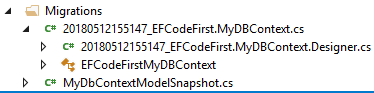 Migrations
20180512155147_EFCodeFirst.MyDBContext.cs
20180512155147_EFCodeFirst.MyDBContext.Designer.cs
EFCodeFirstMyDBContext
MyDbContextModelSnapshot.cs